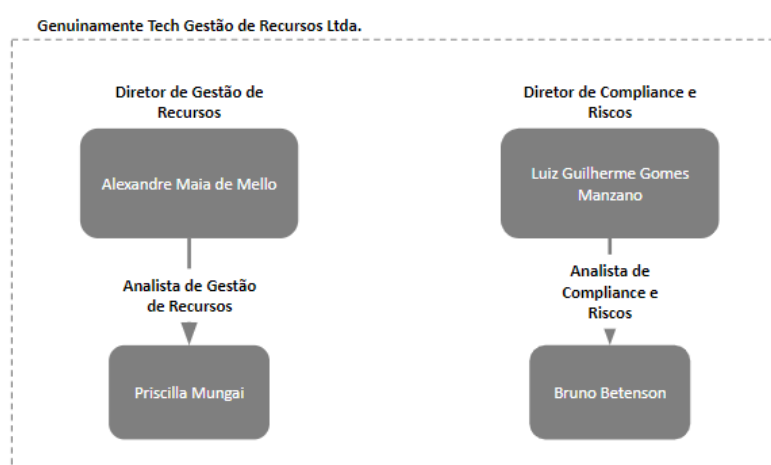 Genuinamente Tech Gestão de Recursos Ltda.
Diretor de Gestão de
Recursos
Alexandre Maia de Mello
Analista de Gestão
de Recursos
Priscilla Mungai
Diretor de Compliance e
Riscos
Luiz Guilherme Gomes
Manzano
Analista de
Compliance e
Riscos
Bruno Betenson